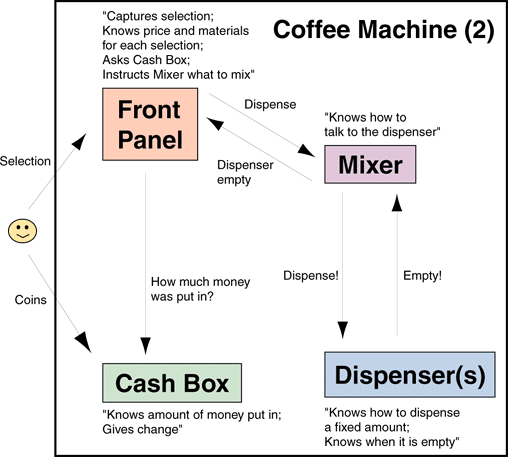 Coffee Machine (2)
"Captures selection;
Knows price and materials
for each selection;
Asks Cash Box;
Instructs Mixer what to mix"
Front
Panel
Dispense
Dispenser
empty
"Knows how to
talk to the dispenser"
Mixer
Selection
Coins
How much money
was put in?
Dispense!
Empty!
Cash Box
"Knows amount of money put in;
Gives change"
Dispenser(s)
"Knows how to dispense
a fixed amount;
Knows when it is empty"